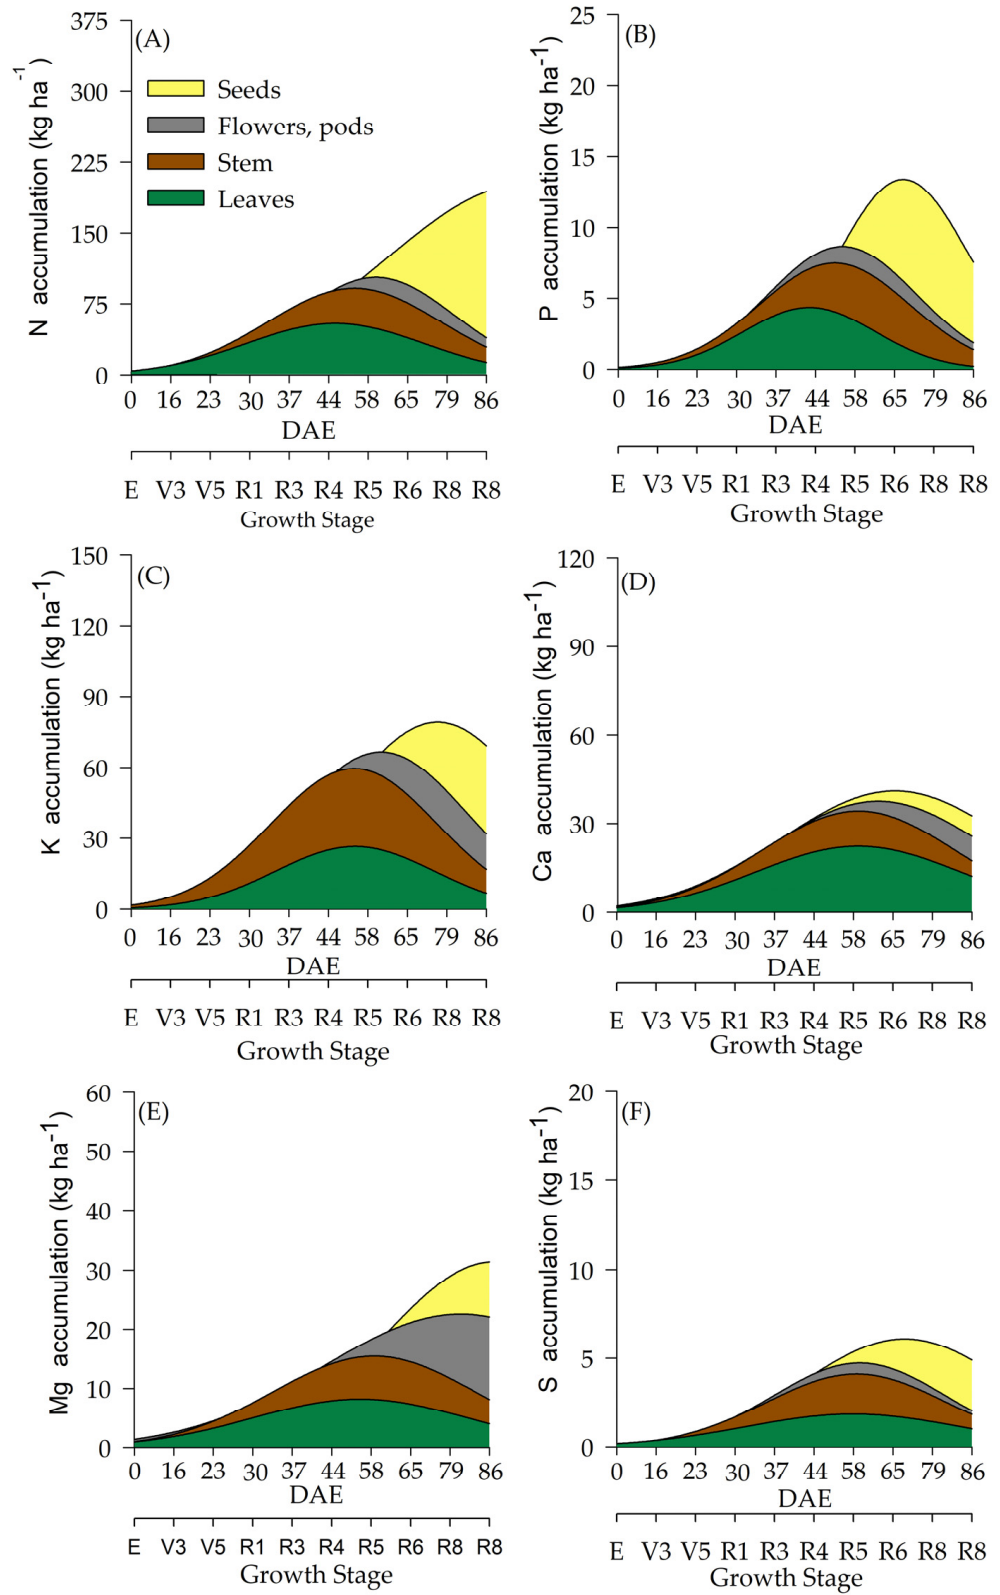 (A)
N accumulation (kg ha-1)
375
300
225
150
75
0
Seeds
Flowers, pods
Stem
Leaves
0 16 23 30 37 44 58 65 79 86
DAE
E V3 V5 R1 R3 R4 R5 R6 R8 R8
Growth Stage
(B)
P accumulation (kg ha-1)
25
20
15
10
5
0
0 16 23 30 37 44 58 65 79 86
DAE
E V3 V5 R1 R3 R4 R5 R6 R8 R8
Growth Stage
(C)
K accumulation (kg ha-1)
150
120
90
60
30
0
0 16 23 30 37 44 58 65 79 86
DAE
E V3 V5 R1 R3 R4 R5 R6 R8 R8
Growth Stage
(D)
Ca accumulation (kg ha-1)
120
90
60
30
0
0 16 23 30 37 44 58 65 79 86
DAE
E V3 V5 R1 R3 R4 R5 R6 R8 R8
Growth Stage
(E)
Mg accumulation (kg ha-1)
60
50
40
30
20
10
0
0 16 23 30 37 44 58 65 79 86
DAE
E V3 V5 R1 R3 R4 R5 R6 R8 R8
Growth Stage
(F)
S accumulation (kg ha-1)
20
15
10
5
0
0 16 23 30 37 44 58 65 79 86
DAE
E V3 V5 R1 R3 R4 R5 R6 R8 R8
Growth Stage